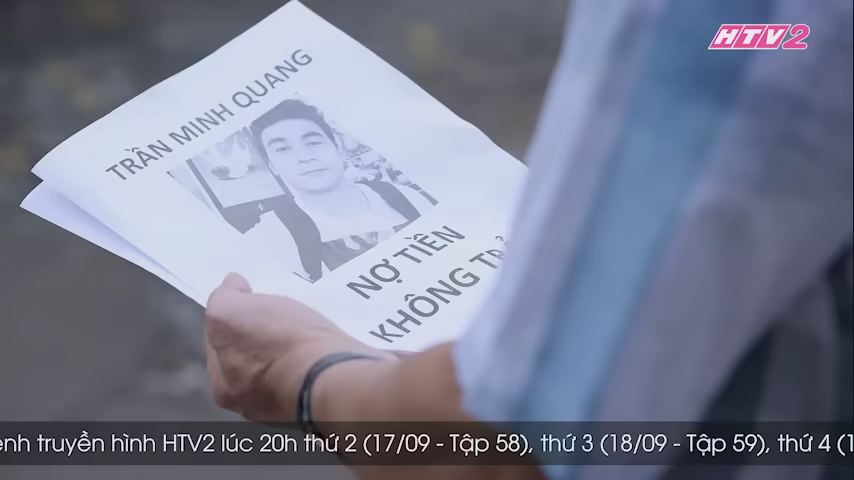 HTV2
TRẦN MINH QUANG
NỢ TIỀN
KHÔNG TRẢ
truyền hình HTV2 lúc 20h thứ 2 (17/09 - Tập 58), thứ 3 (18/09 - Tập 59), thứ 4 (1